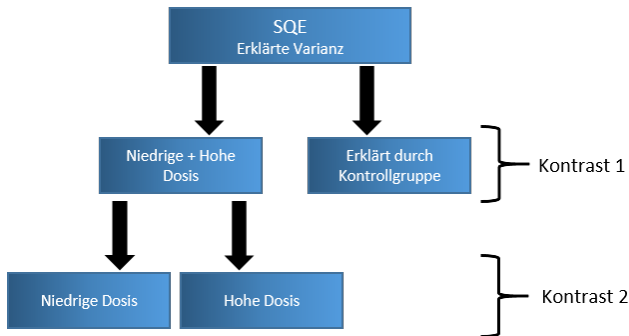 SQE
Erklärte Varianz
Niedrige + Hohe
Dosis
Erklärt durch
Kontrollgruppe
Kontrast 1
Niedrige Dosis
Hohe Dosis
Kontrast 2